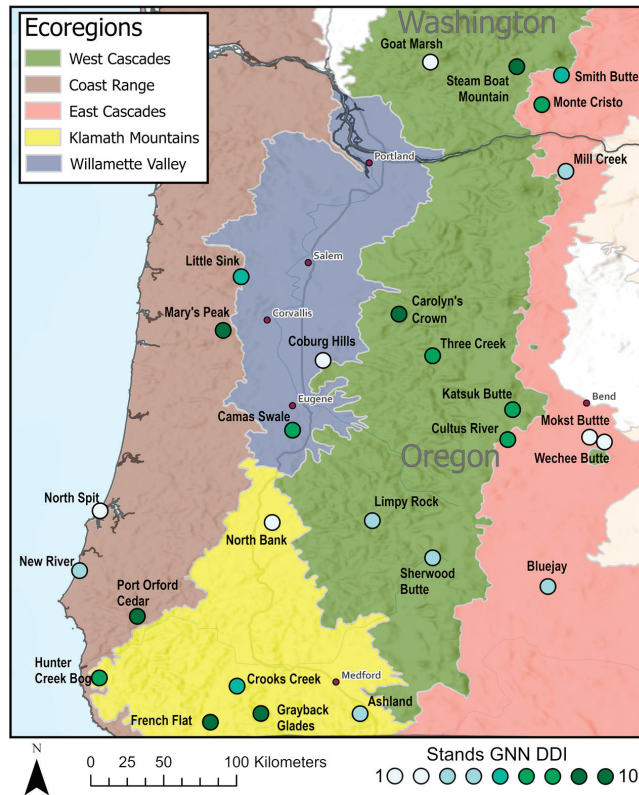 Ecoregions
West Cascades
Coast Range
East Cascades
Klamath Mountains
Willamette Valley
Washington
Goat Marsh
Steam Boat
Mountain
Smith Butte
Monte Cristo
Mill Creek
Portland
Little Sink
Salem
Mary's Peak
Corvallis
Carolyn's
Crown
Coburg Hills
Three Creek
Katsuk Butte
Bend
Eugene
Camas Swale
Cultus River
Mokst Buttte
Wechee Butte
Oregon
North Spit
Limpy Rock
North Bank
New River
Sherwood
Butte
Bluejay
Port Orford
Cedar
Hunter
Creek Bog
Crooks Creek
Medford
Ashland
French Flat
Grayback
Glades
N
0 25 50 100 Kilometers
Stands GNN DDI
1 10